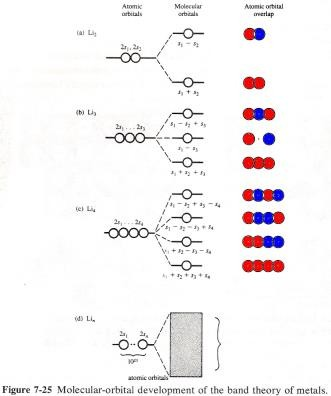 Atomic orbitals
Molecular orbitals
Atomic orbital overlap
(a) Li₂
2s₁, 2s₂
s₁ − s₂
s₁ + s₂
(b) Li₃
2s₁ . . . 2s₃
s₁ − s₂ + s₃
s₁ − s₃
s₁ + s₂ + s₃
(c) Li₄
2s₁ . . . 2s₄
s₁ − s₂ + s₃ − s₄
s₁ − s₂ − s₃ + s₄
s₁ + s₂ − s₃ − s₄
s₁ + s₂ + s₃ + s₄
(d) Liₙ
2s₁ 2sₙ
atomic orbitals
Figure 7-25 Molecular-orbital development of the band theory of metals.